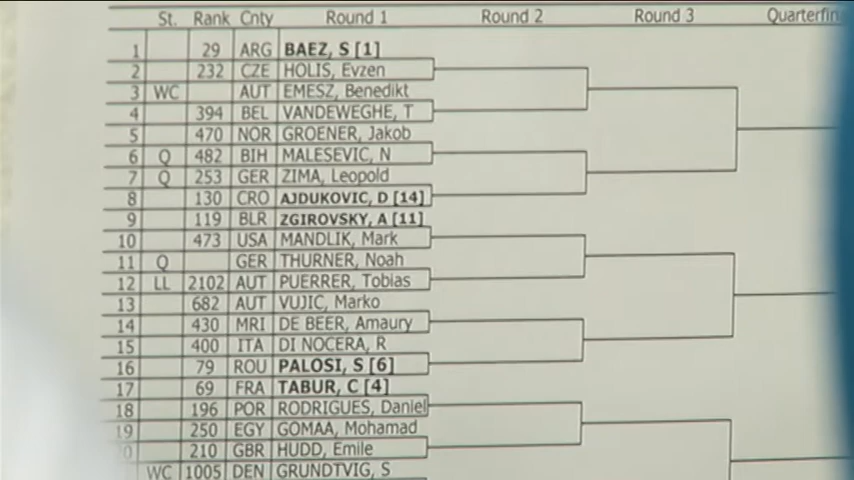 St. Rank Cnty Round 1 Round 2 Round 3 Quarterfin
1 29 ARG BAEZ, S [1]
2 232 CZE HOLIS, Evzen
3 WC AUT EMESZ, Benedikt
4 394 BEL VANDEWEGHE, T
5 470 NOR GROENER, Jakob
6 Q 482 BIH MALESEVIC, N
7 Q 253 GER ZIMA, Leopold
8 130 CRO AJDUKOVIC, D [14]
9 119 BLR ZGIROVSKY, A [11]
10 473 USA MANDLIK, Mark
11 Q GER THURNER, Noah
12 LL 2102 AUT PUERRER, Tobias
13 682 AUT VUJIC, Marko
14 430 MRI DE BEER, Amaury
15 400 ITA DI NOCERA, R
16 79 ROU PALOSI, S [6]
17 69 FRA TABUR, C [4]
18 196 POR RODRIGUES, Daniel
19 250 EGY GOMAA, Mohamad
20 210 GBR HUDD, Emile
WC 1005 DEN GRUNDTVIG, S